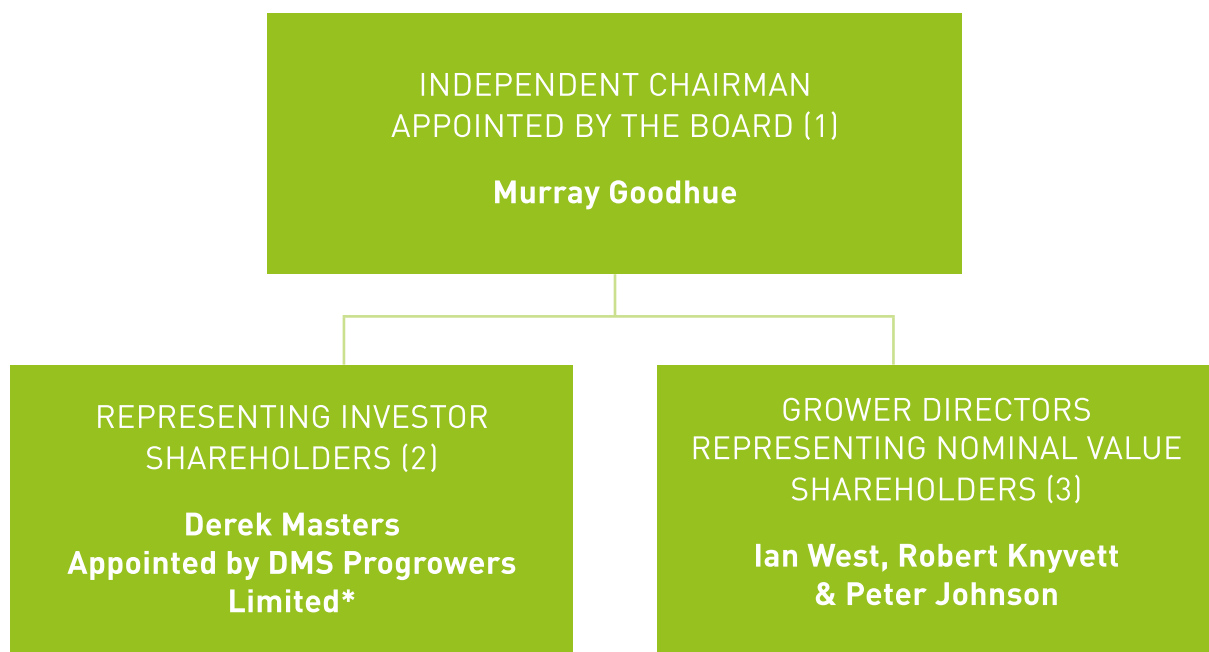 INDEPENDENT CHAIRMAN
APPOINTED BY THE BOARD (1)
Murray Goodhue
REPRESENTING INVESTOR
SHAREHOLDERS (2)
Derek Masters
Appointed by DMS Progrowers
Limited*
GROWER DIRECTORS
REPRESENTING NOMINAL VALUE
SHAREHOLDERS (3)
Ian West, Robert Knyvett
& Peter Johnson